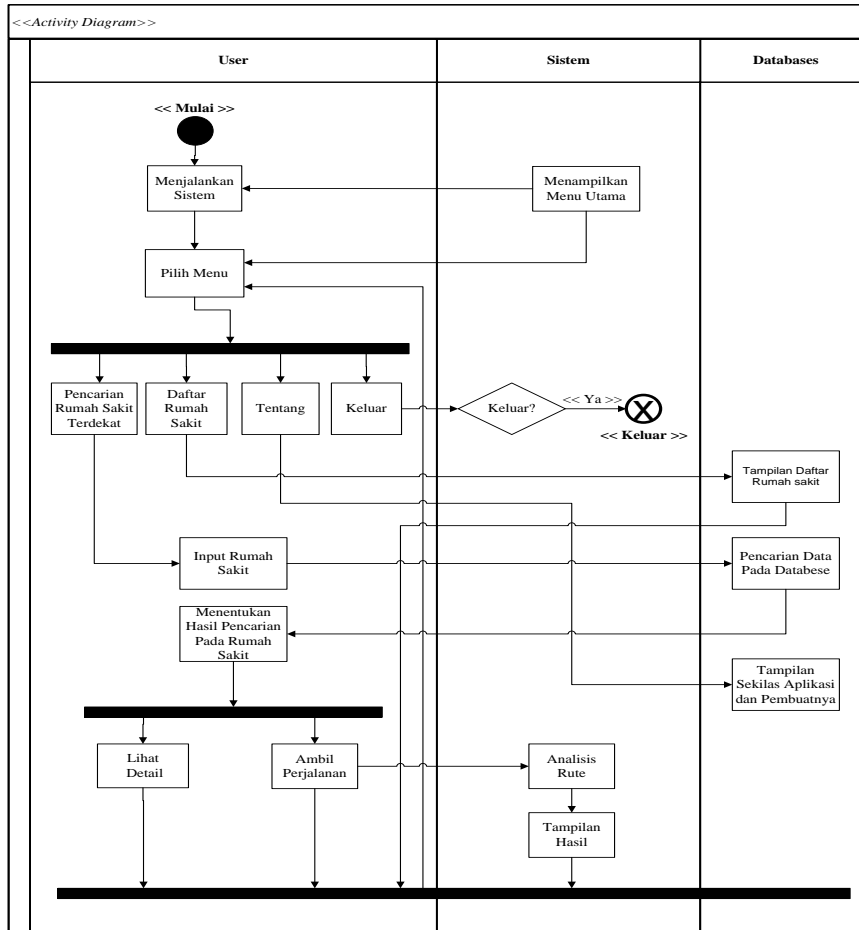 <<Activity Diagram>>
User
Sistem
Databases
<< Mulai >>
Menjalankan
Sistem
Menampilkan
Menu Utama
Pilih Menu
Pencarian
Rumah Sakit
Terdekat
Daftar
Rumah
Sakit
Tentang
Keluar
Keluar?
<< Ya >>
X
<< Keluar >>
Tampilan Daftar
Rumah sakit
Input Rumah
Sakit
Pencarian Data
Pada Databese
Menentukan
Hasil Pencarian
Pada Rumah
Sakit
Tampilan
Sekilas Aplikasi
dan Pembuatnya
Lihat
Detail
Ambil
Perjalanan
Analisis
Rute
Tampilan
Hasil